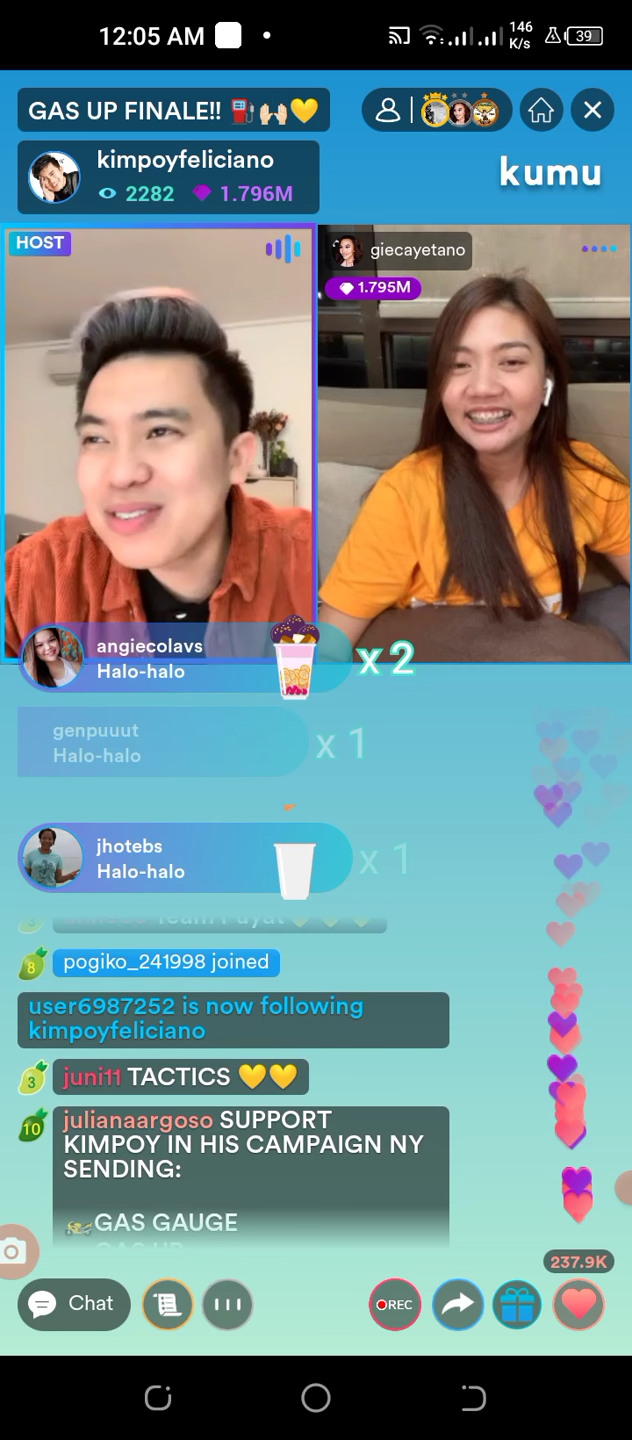 12:05 AM
146
K/s
39
GAS UP FINALE!! ⛽🙌🏻💛
kimpoyfeliciano
2282 1.796M
kumu
HOST
giecayetano
1.795M
angiecolavs
Halo-halo
x 2
genpuuut
Halo-halo
x 1
jhotebs
Halo-halo
x 1
8 pogiko_241998 joined
user6987252 is now following
kimpoyfeliciano
3 juni11 TACTICS 💛💛
10 julianaargoso SUPPORT
KIMPOY IN HIS CAMPAIGN NY
SENDING:
GAS GAUGE
237.9K
Chat
REC